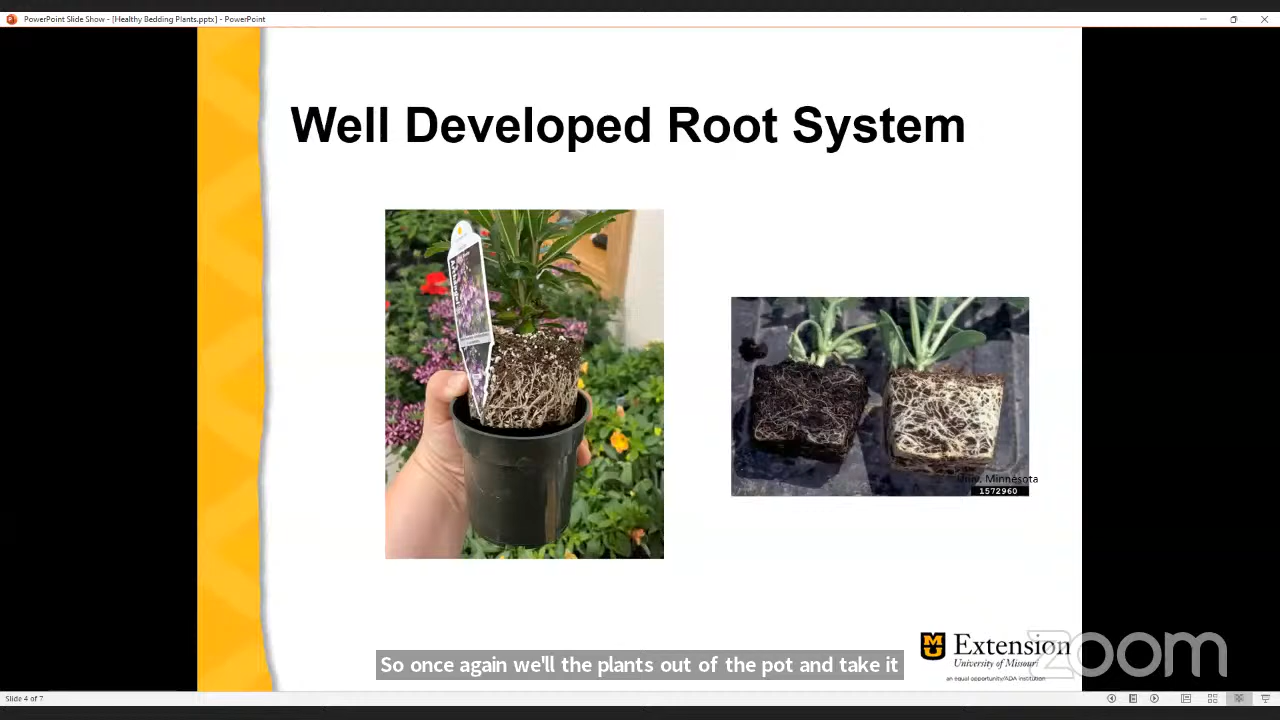 PowerPoint Slide Show - [Healthy Bedding Plants.pptx] - PowerPoint
Well Developed Root System
Univ. Minnesota
1572960
So once again we'll the plants out of the pot and take it
MU
Extension
University of Missouri
an equal opportunity/ADA institution
zoom
Slide 4 of 7